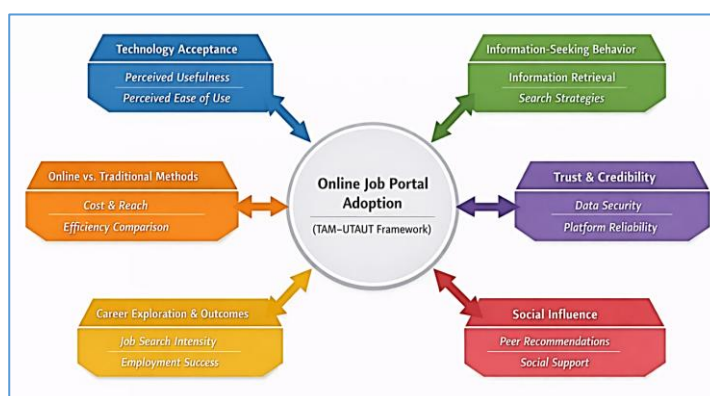 Technology Acceptance
Perceived Usefulness
Perceived Ease of Use
Information-Seeking Behavior
Information Retrieval
Search Strategies
Online vs. Traditional Methods
Cost & Reach
Efficiency Comparison
Online Job Portal
Adoption
(TAM–UTAUT Framework)
Trust & Credibility
Data Security
Platform Reliability
Career Exploration & Outcomes
Job Search Intensity
Employment Success
Social Influence
Peer Recommendations
Social Support